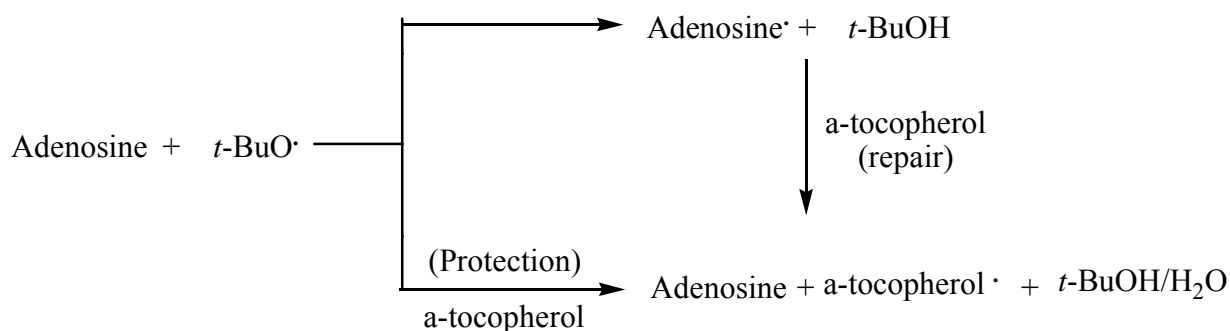 Adenosine· + t-BuOH
a-tocopherol
(repair)
Adenosine + t-BuO·
(Protection)
a-tocopherol
Adenosine + a-tocopherol · + t-BuOH/H₂O